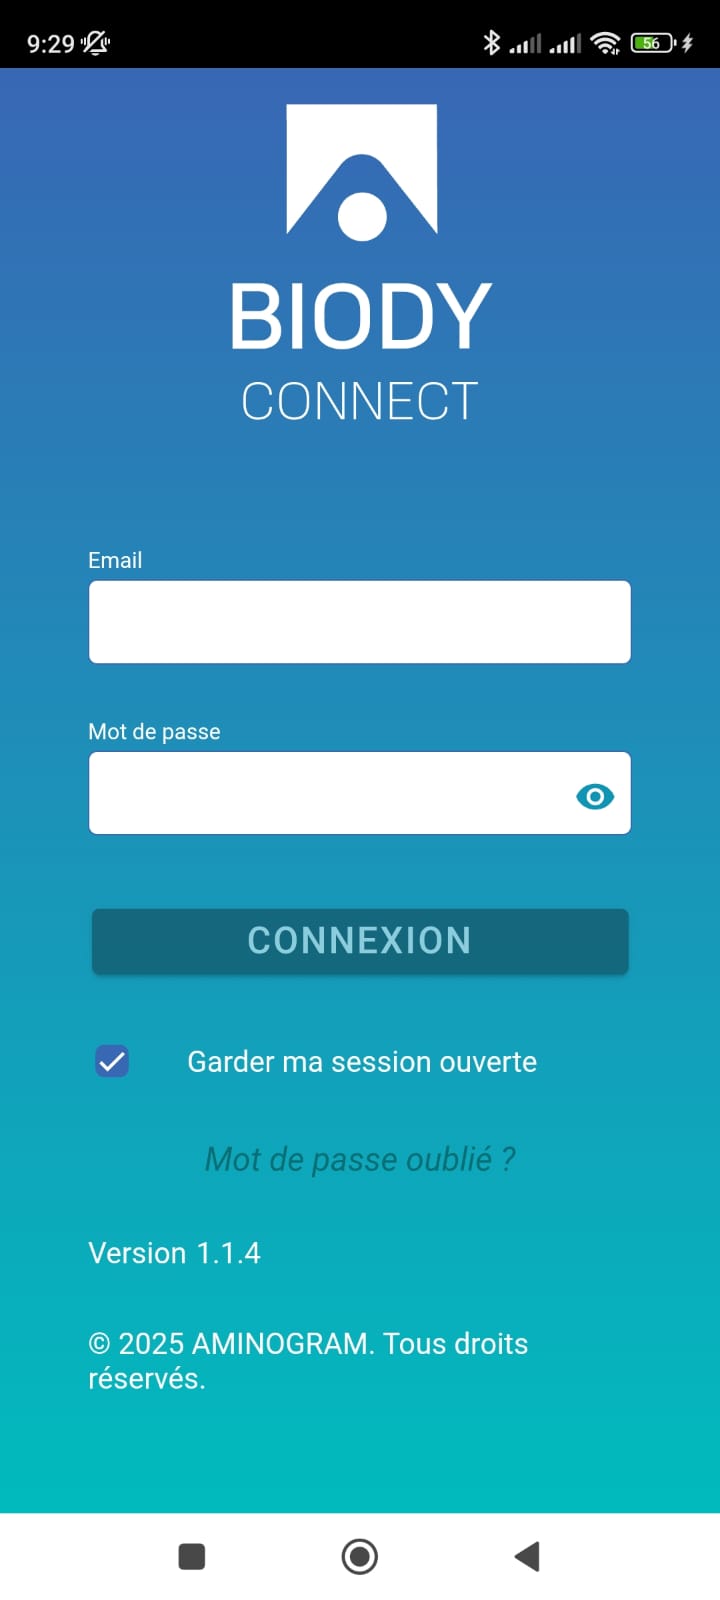 9:29
56
BIODY
CONNECT
Email
Mot de passe
CONNEXION
Garder ma session ouverte
Mot de passe oublié ?
Version 1.1.4
© 2025 AMINOGRAM. Tous droits
réservés.